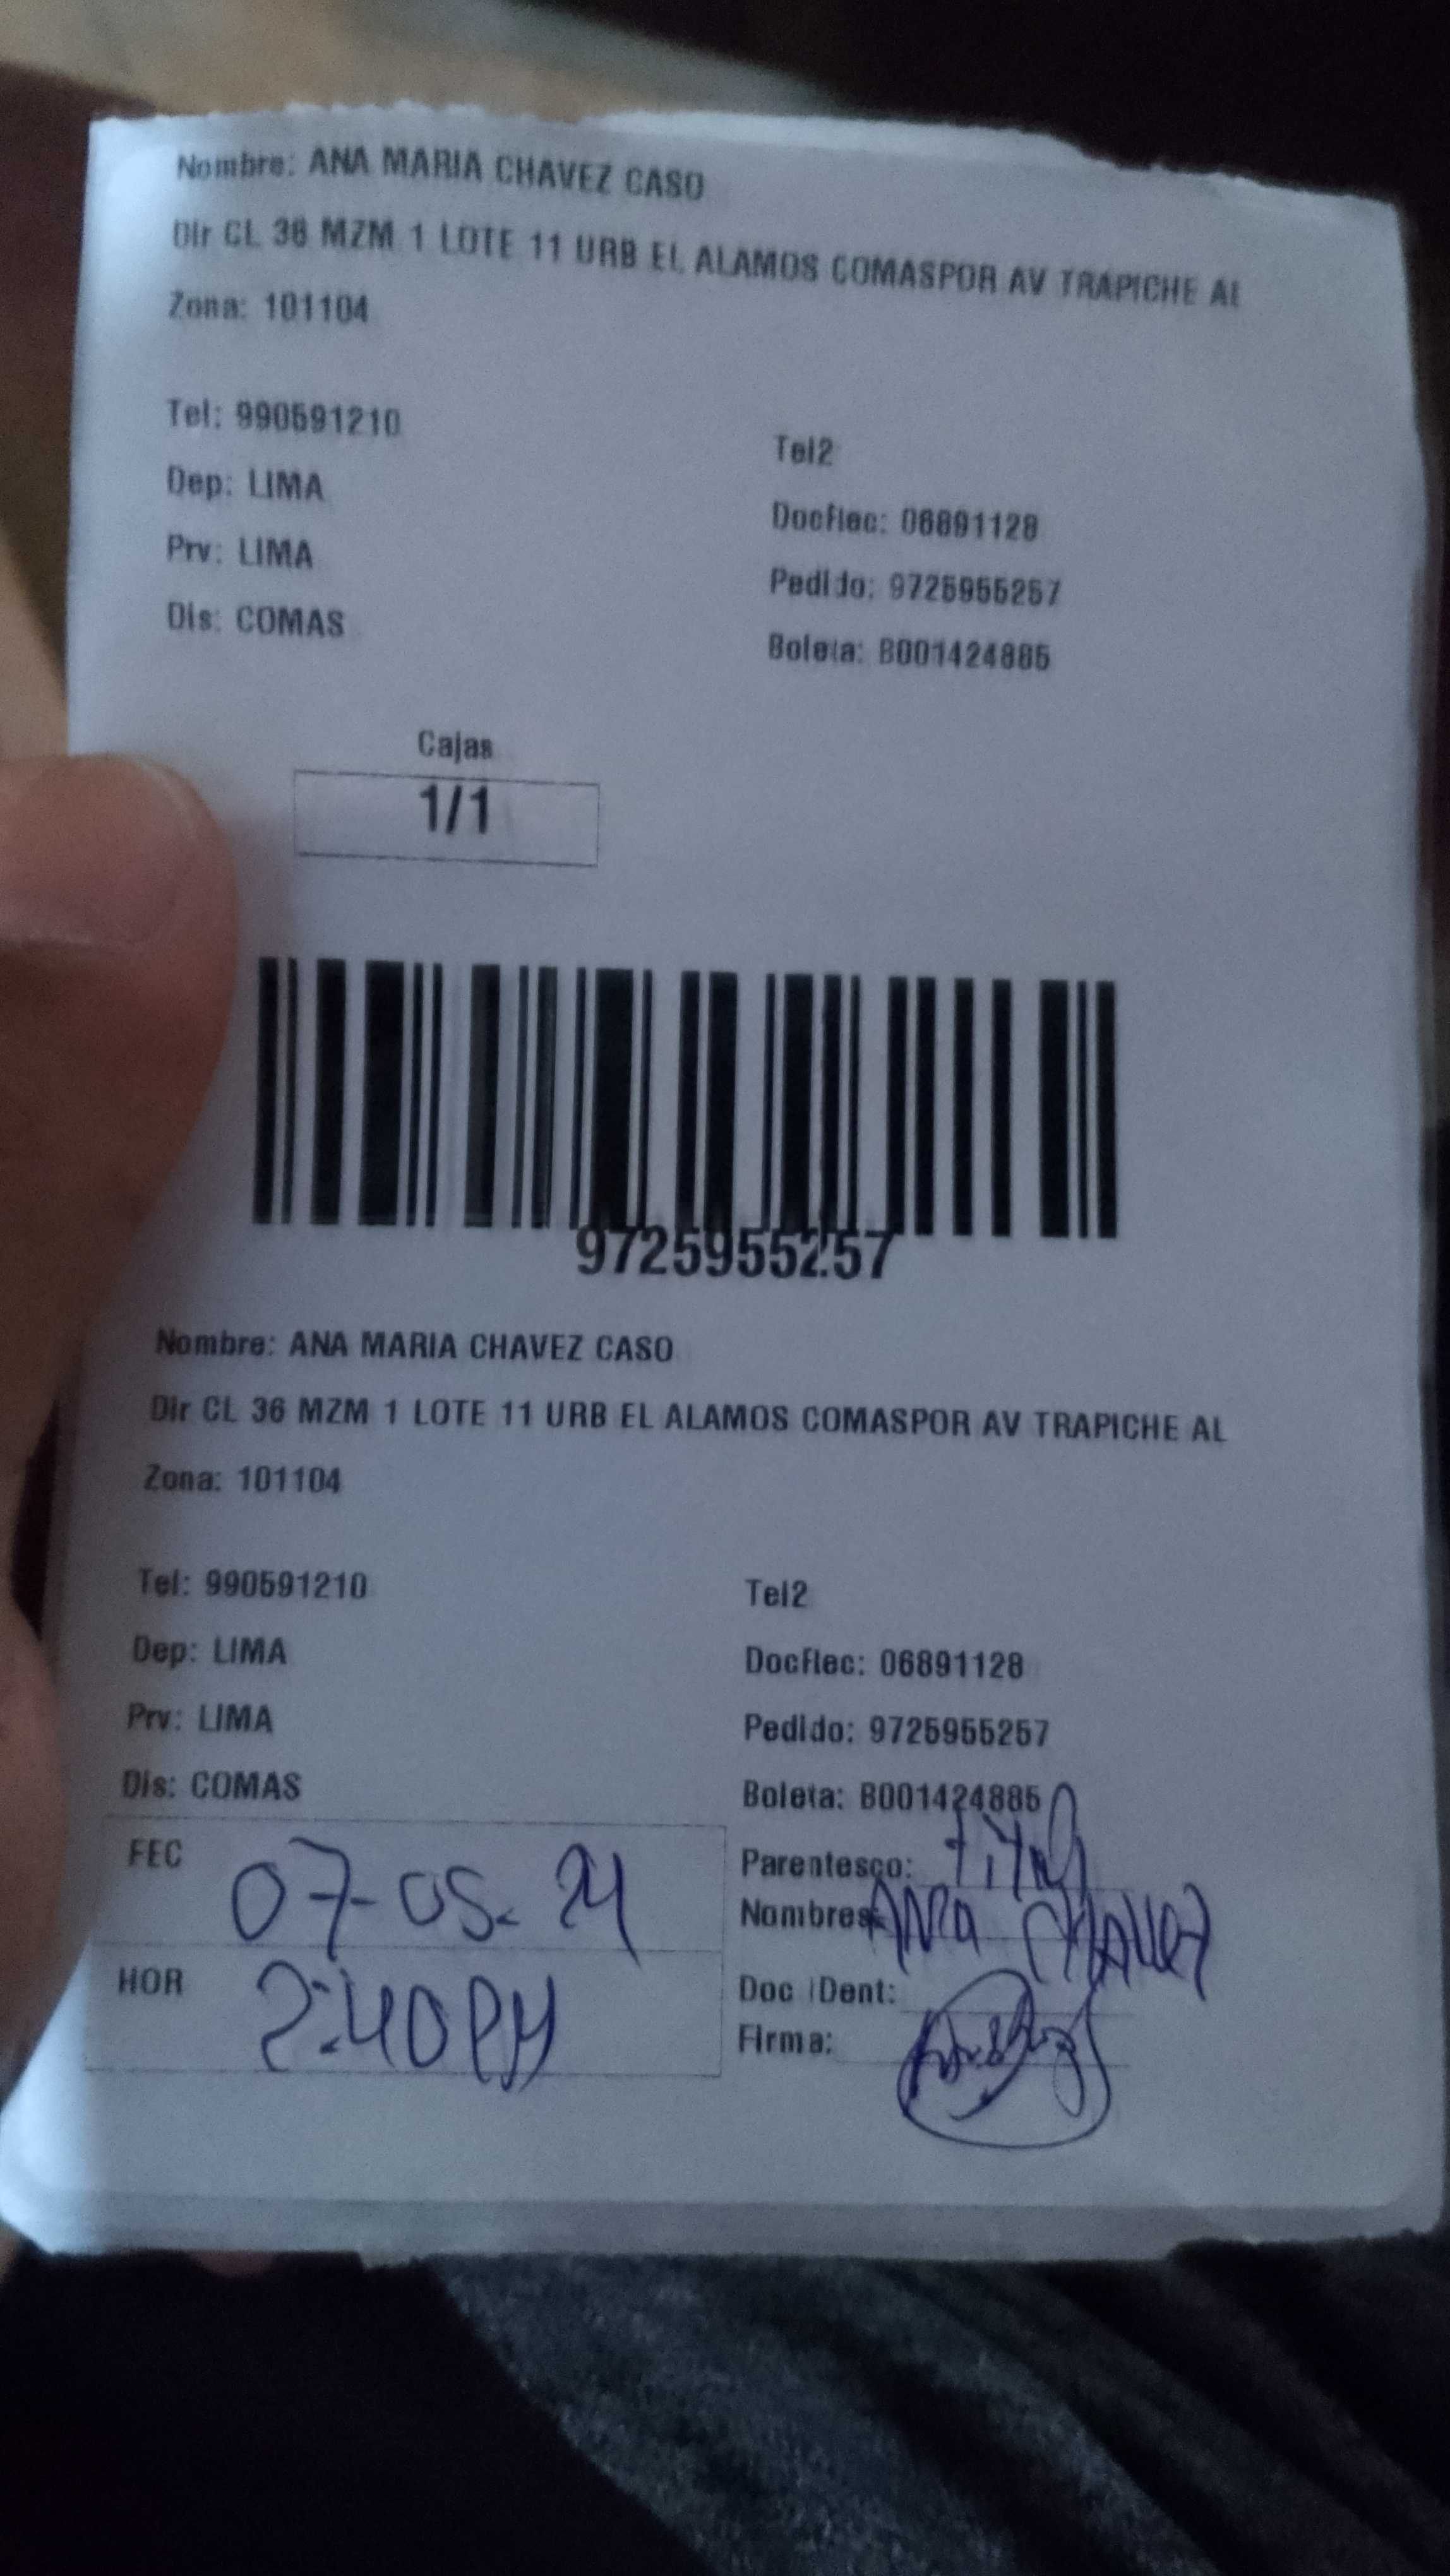 Nombre: ANA MARIA CHAVEZ CASO
Dir CL 36 MZM 1 LOTE 11 URB EL ALAMOS COMASPOR AV TRAPICHE AL
Zona: 101104
Tel: 990591210
Tel2
Dep: LIMA
DocRec: 06891128
Prv: LIMA
Pedido: 9725955257
Dis: COMAS
Boleta: B001424885
Cajas
1/1
9725955257
Nombre: ANA MARIA CHAVEZ CASO
Dir CL 36 MZM 1 LOTE 11 URB EL ALAMOS COMASPOR AV TRAPICHE AL
Zona: 101104
Tel: 990591210
Tel2
Dep: LIMA
DocRec: 06891128
Prv: LIMA
Pedido: 9725955257
Dis: COMAS
Boleta: B001424885
FEC 07-05-24
Parentesco:
Nombres: ANA CHAVEZ
HOR 2:40 PM
Doc iDent:
Firma: